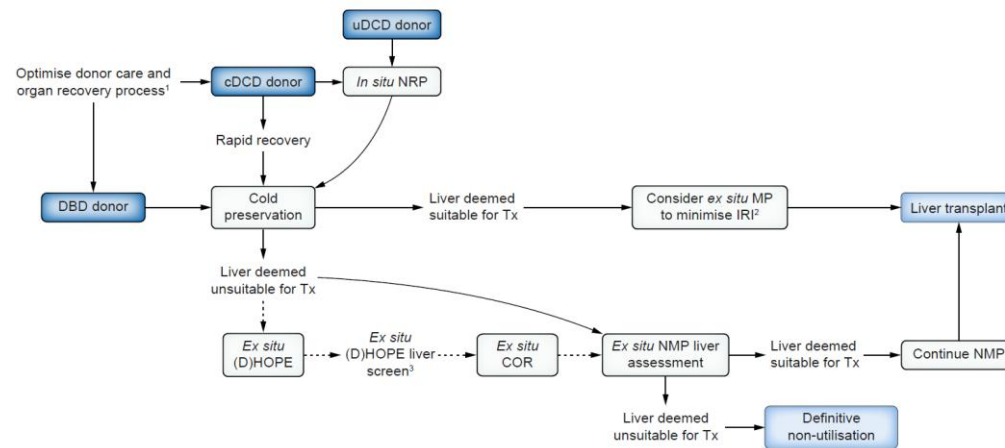 uDCD donor
Optimise donor care and
organ recovery process¹
cDCD donor
In situ NRP
Rapid recovery
DBD donor
Cold
preservation
Liver deemed
suitable for Tx
Consider ex situ MP
to minimise IRI²
Liver transplant
Liver deemed
unsuitable for Tx
Ex situ
(D)HOPE
Ex situ
(D)HOPE liver
screen³
Ex situ
COR
Ex situ NMP liver
assessment
Liver deemed
suitable for Tx
Continue NMP
Liver deemed
unsuitable for Tx
Definitive
non-utilisation